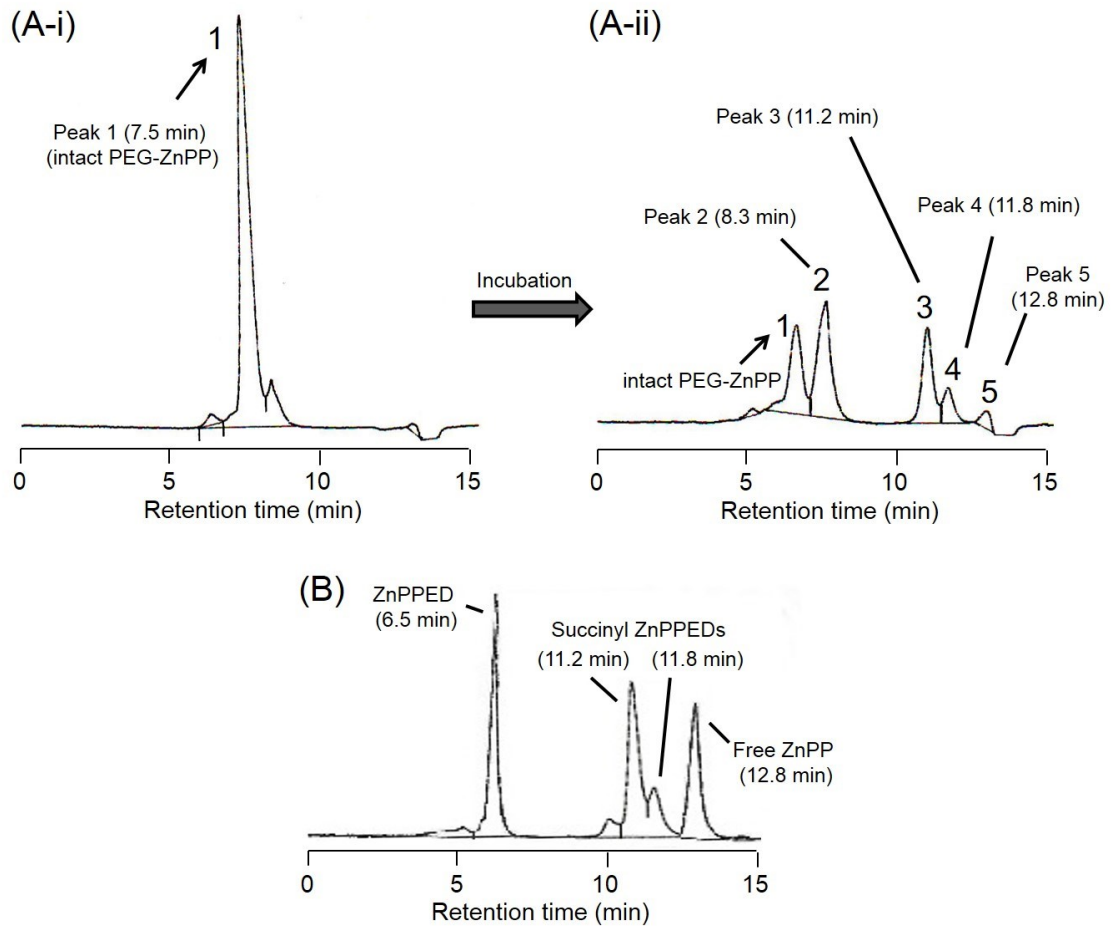 (A-i)
1
Peak 1 (7.5 min)
(intact PEG-ZnPP)
0 5 10 15
Retention time (min)
Incubation
(A-ii)
Peak 3 (11.2 min)
Peak 4 (11.8 min)
Peak 2 (8.3 min)
Peak 5
(12.8 min)
2
1
3
intact PEG-ZnPP
4
5
0 5 10 15
Retention time (min)
(B)
ZnPPED
(6.5 min)
Succinyl ZnPPEDs
(11.2 min) (11.8 min)
Free ZnPP
(12.8 min)
0 5 10 15
Retention time (min)